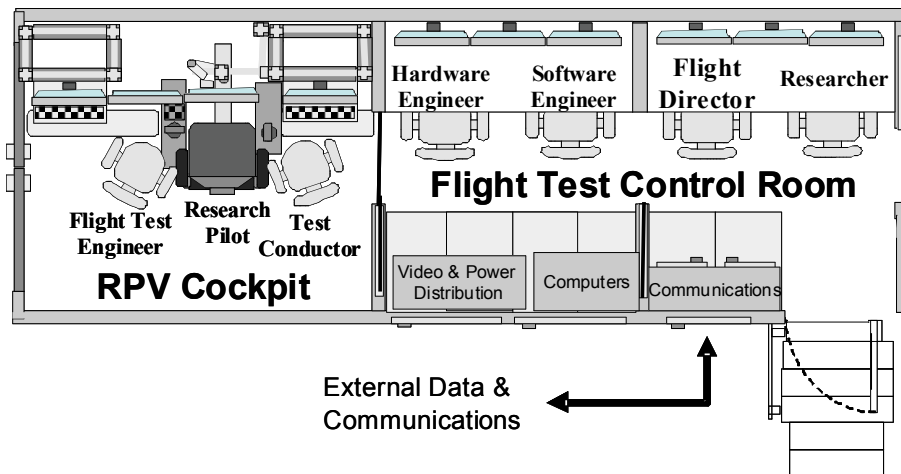 Hardware
Engineer
Software
Engineer
Flight
Director
Researcher
Flight Test Control Room
Flight Test
Engineer
Research
Pilot
Test
Conductor
RPV Cockpit
Video & Power
Distribution
Computers
Communications
External Data &
Communications